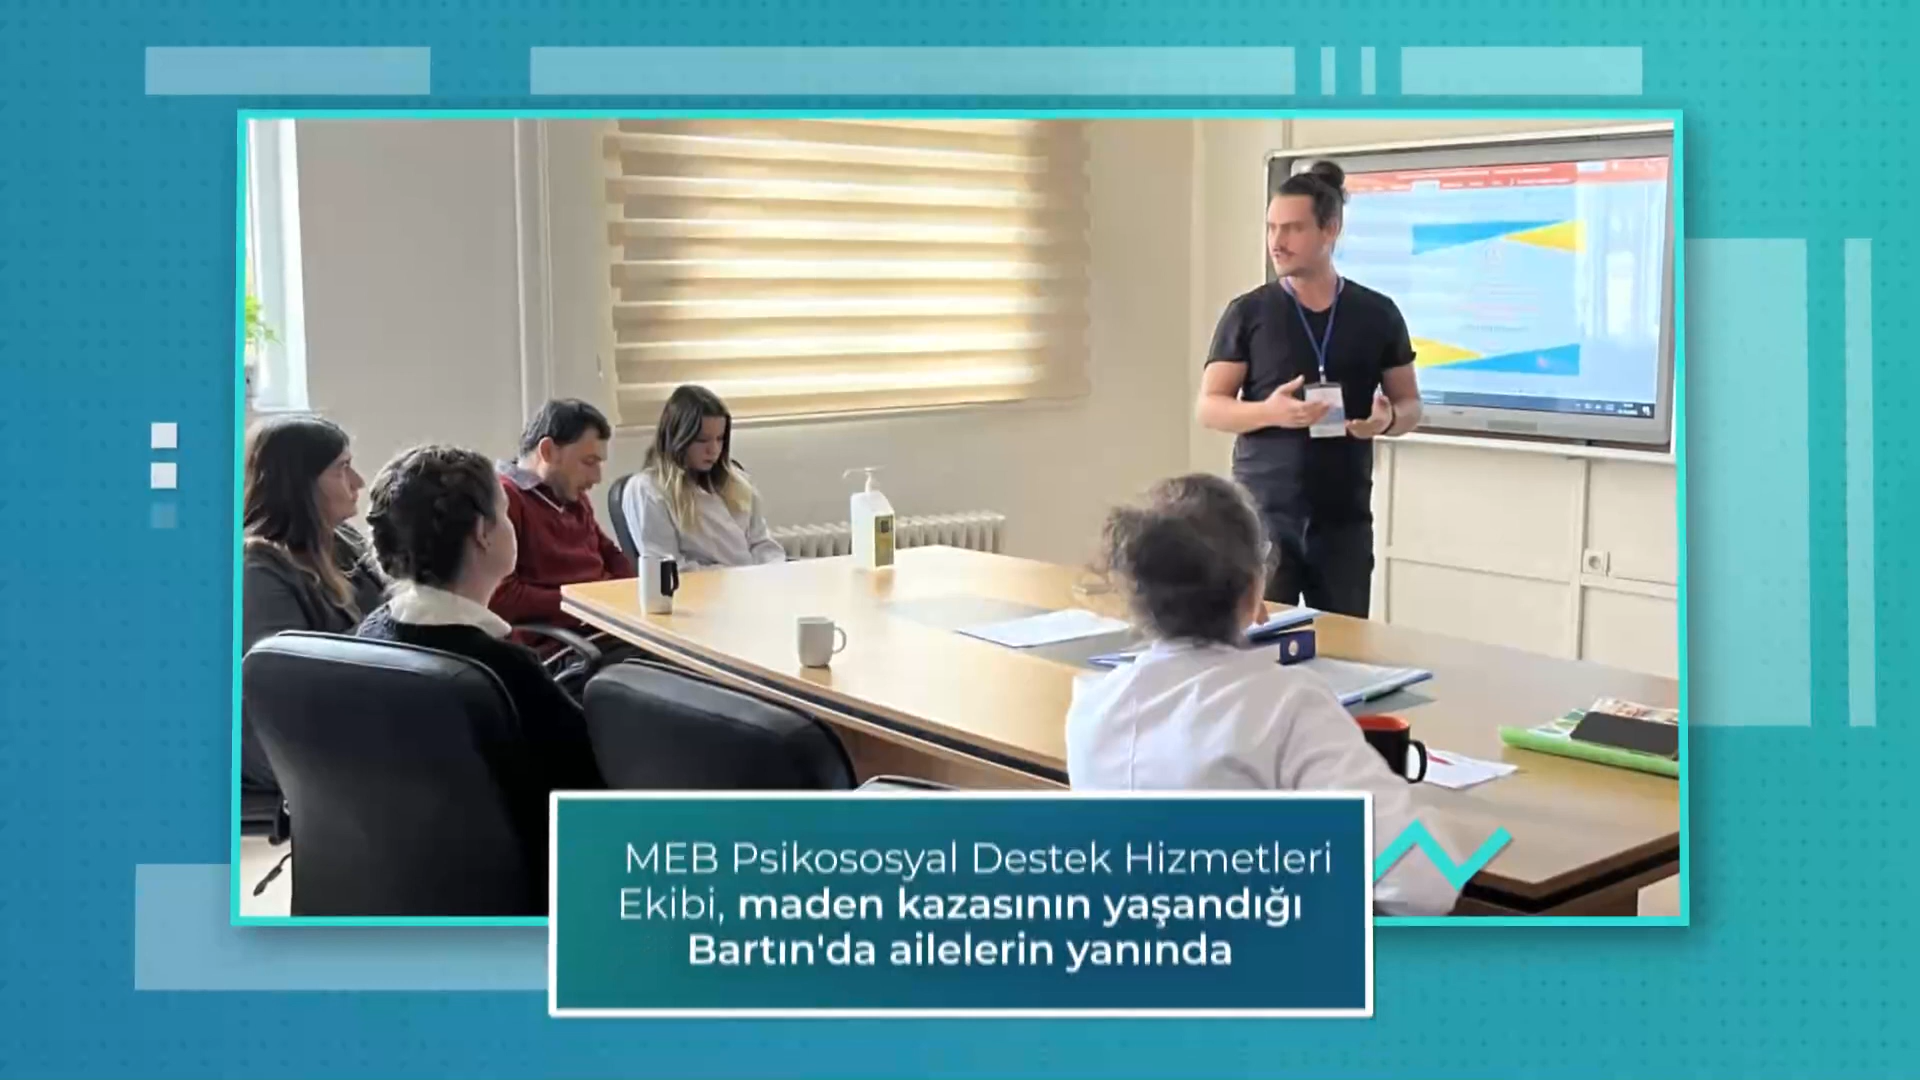 MEB Psikososyal Destek Hizmetleri
Ekibi, maden kazasının yaşandığı
Bartın'da ailelerin yanında